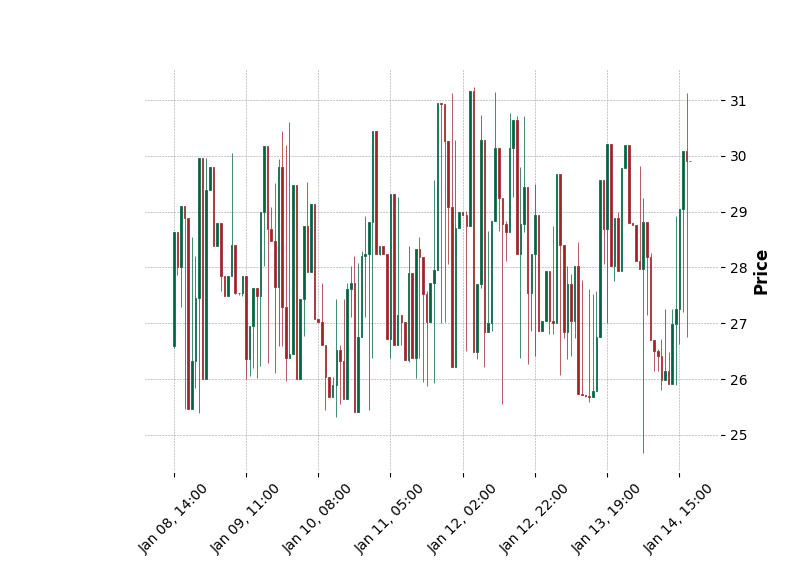 31
30
29
28
27
26
25
Price
Jan 08, 14:00
Jan 09, 11:00
Jan 10, 08:00
Jan 11, 05:00
Jan 12, 02:00
Jan 12, 22:00
Jan 13, 19:00
Jan 14, 15:00